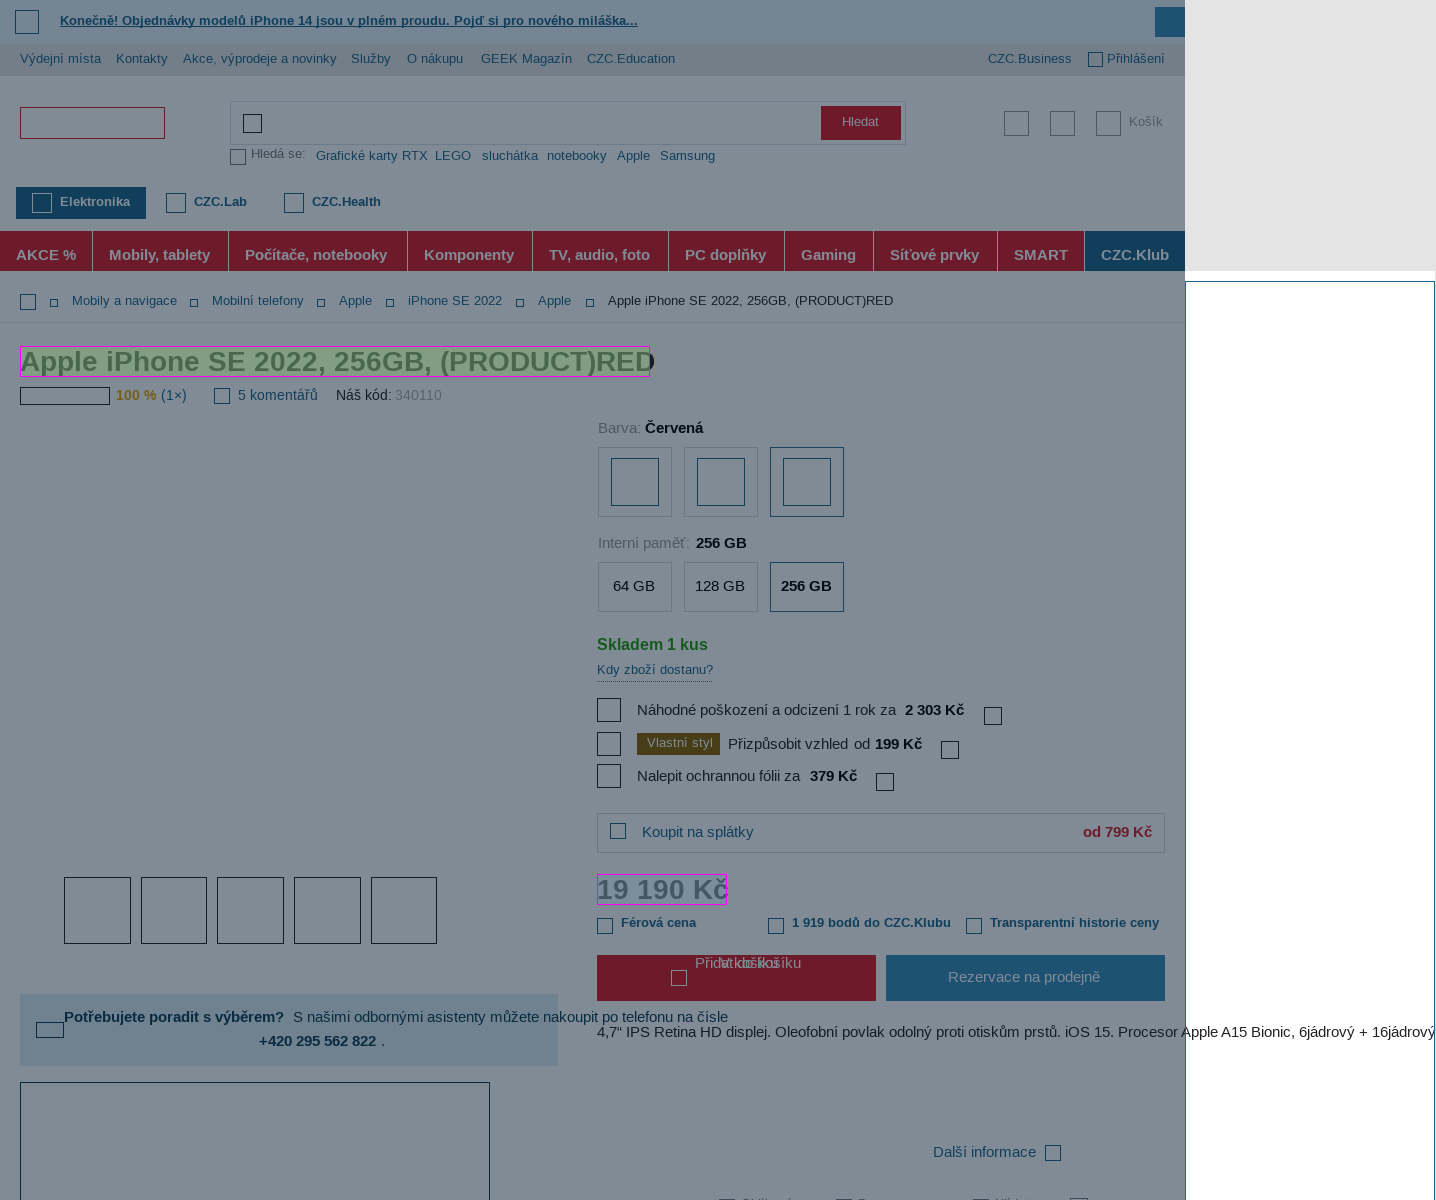 Konečně! Objednávky modelů iPhone 14 jsou v plném proudu. Pojď si pro nového miláška...
Výdejní místa Kontakty Akce, výprodeje a novinky Služby O nákupu GEEK Magazín CZC.Education CZC.Business Přihlášení
Hledat Košík
Hledá se: Grafické karty RTX LEGO sluchátka notebooky Apple Samsung
Elektronika CZC.Lab CZC.Health
AKCE % Mobily, tablety Počítače, notebooky Komponenty TV, audio, foto PC doplňky Gaming Síťové prvky SMART CZC.Klub
Mobily a navigace Mobilní telefony Apple iPhone SE 2022 Apple Apple iPhone SE 2022, 256GB, (PRODUCT)RED
Apple iPhone SE 2022, 256GB, (PRODUCT)RED
100 % (1×) 5 komentářů Náš kód: 340110
Barva: Červená
Interní paměť: 256 GB
64 GB 128 GB 256 GB
Skladem 1 kus
Kdy zboží dostanu?
Náhodné poškození a odcizení 1 rok za 2 303 Kč
Vlastní styl Přizpůsobit vzhled od 199 Kč
Nalepit ochrannou fólii za 379 Kč
Koupit na splátky od 799 Kč
19 190 Kč
Férová cena 1 919 bodů do CZC.Klubu Transparentní historie ceny
Přidat do košíku
V košíku
Rezervace na prodejně
Potřebujete poradit s výběrem? S našimi odbornými asistenty můžete nakoupit po telefonu na čísle
+420 295 562 822 .
4,7“ IPS Retina HD displej. Oleofobní povlak odolný proti otiskům prstů. iOS 15. Procesor Apple A15 Bionic, 6jádrový + 16jádrový
Další informace